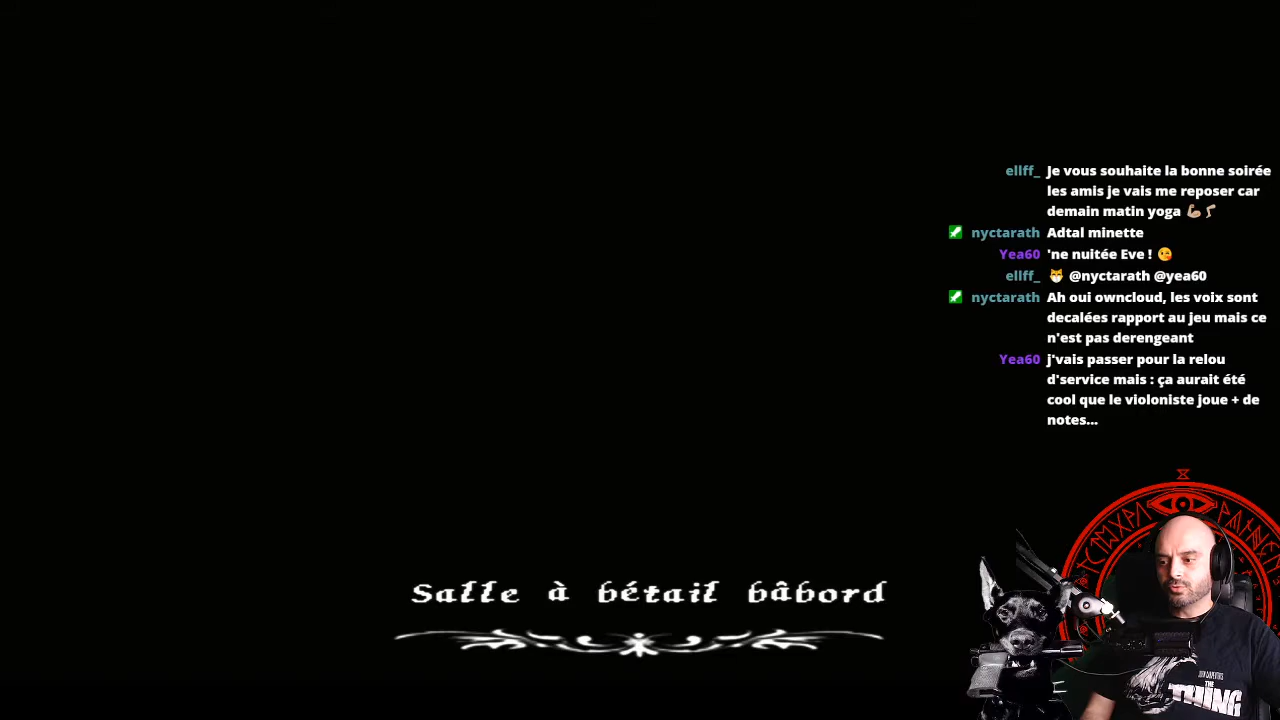 ellff_ Je vous souhaite la bonne soirée
les amis je vais me reposer car
demain matin yoga 💪🏼🦵🏼
nyctarath Adtal minette
Yea60 'ne nuitée Eve ! 😘
ellff_ 🐱 @nyctarath @yea60
nyctarath Ah oui owncloud, les voix sont
decalées rapport au jeu mais ce
n'est pas derengeant
Yea60 j'vais passer pour la relou
d'service mais : ça aurait été
cool que le violoniste joue + de
notes...
Salle à bétail bâbord
THE
THING